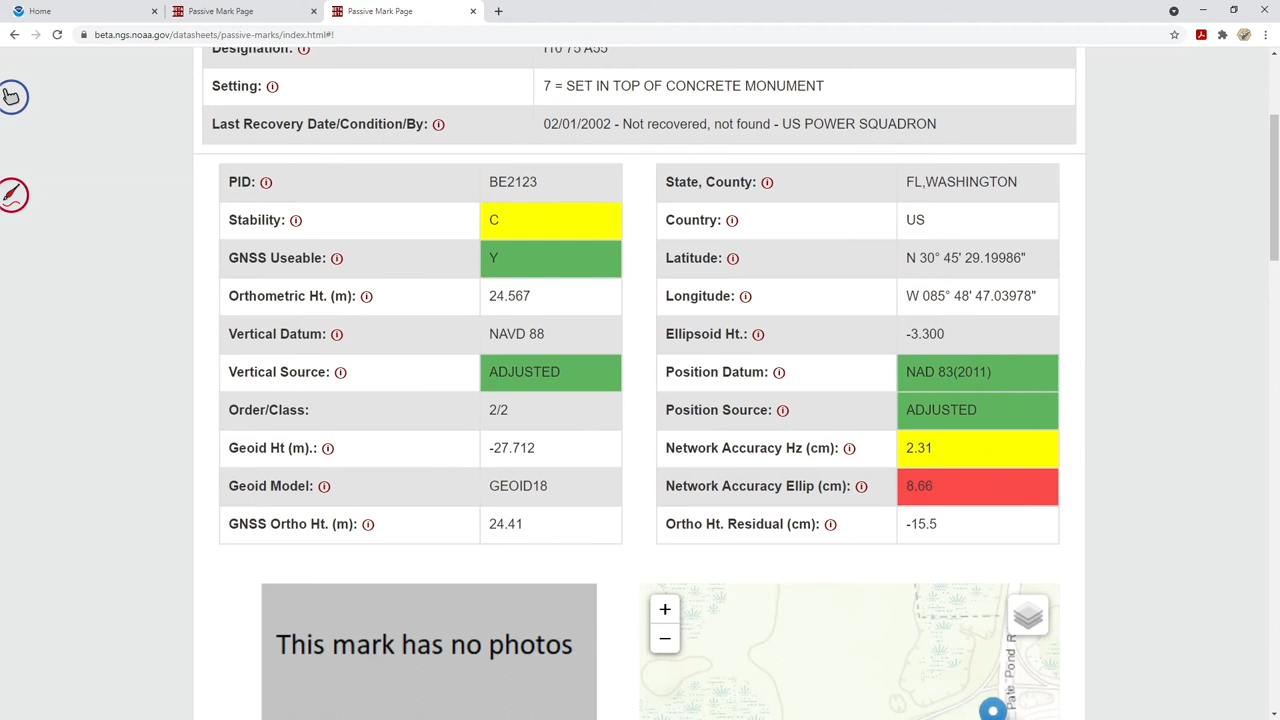 Home
Passive Mark Page
Passive Mark Page
beta.ngs.noaa.gov/datasheets/passive-marks/index.html#!
Designation:
Setting: 7 = SET IN TOP OF CONCRETE MONUMENT
Last Recovery Date/Condition/By: 02/01/2002 - Not recovered, not found - US POWER SQUADRON
PID: BE2123
Stability: C
GNSS Useable: Y
Orthometric Ht. (m): 24.567
Vertical Datum: NAVD 88
Vertical Source: ADJUSTED
Order/Class: 2/2
Geoid Ht (m).: -27.712
Geoid Model: GEOID18
GNSS Ortho Ht. (m): 24.41
State, County: FL,WASHINGTON
Country: US
Latitude: N 30° 45' 29.19986"
Longitude: W 085° 48' 47.03978"
Ellipsoid Ht.: -3.300
Position Datum: NAD 83(2011)
Position Source: ADJUSTED
Network Accuracy Hz (cm): 2.31
Network Accuracy Ellip (cm): 8.66
Ortho Ht. Residual (cm): -15.5
This mark has no photos
+
−
Pate Pond R